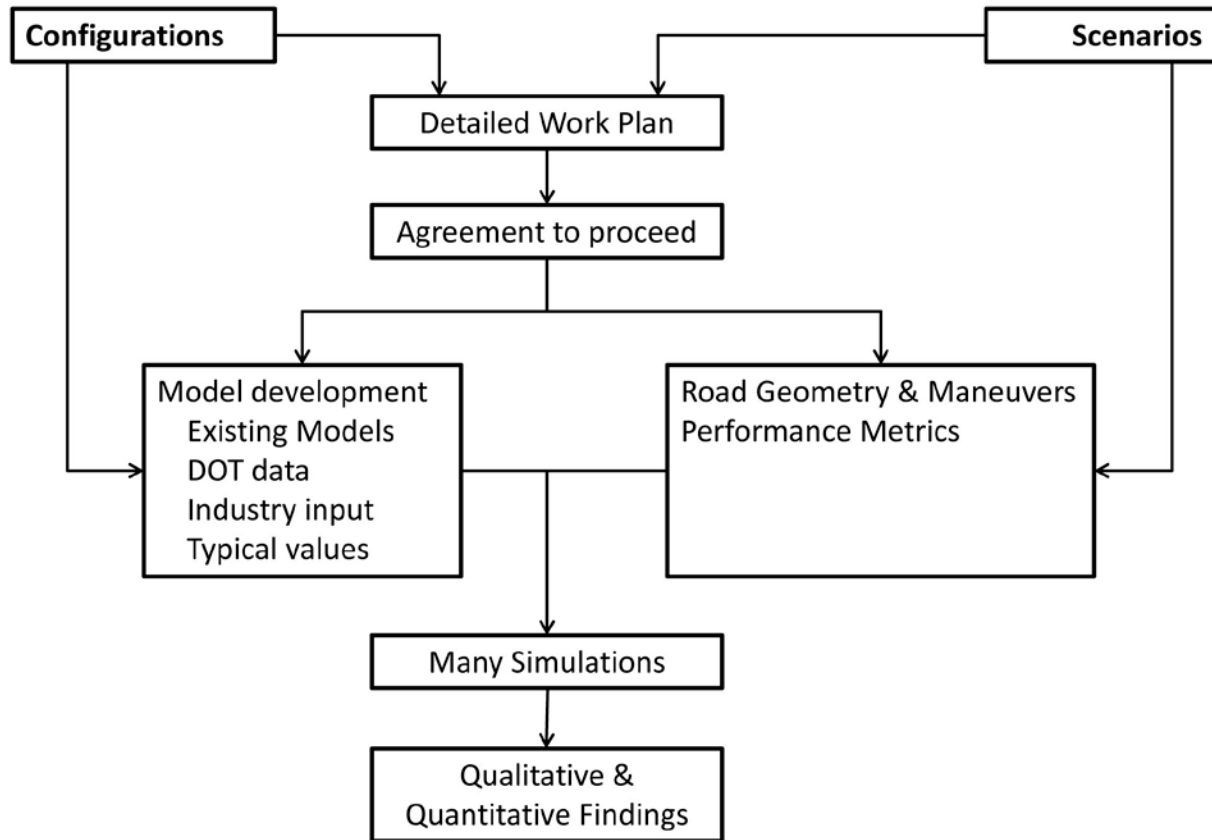 Configurations
Scenarios
Detailed Work Plan
Agreement to proceed
Model development
Existing Models
DOT data
Industry input
Typical values
Road Geometry & Maneuvers
Performance Metrics
Many Simulations
Qualitative &
Quantitative Findings